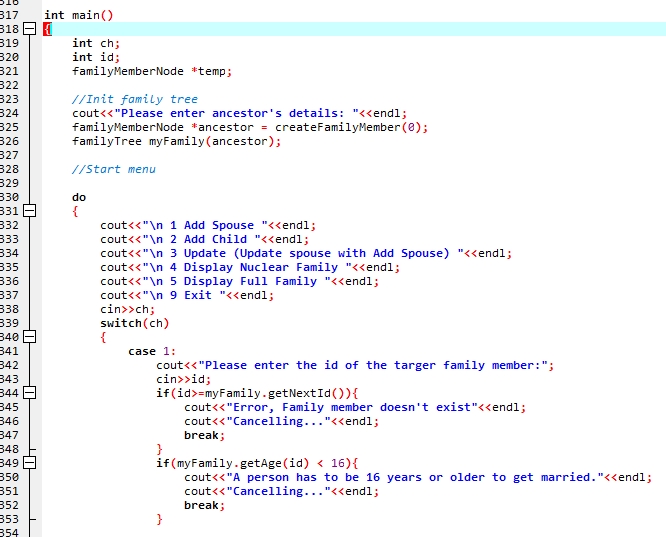 316
317 int main()
318 {
319 int ch;
320 int id;
321 familyMemberNode *temp;
322
323 //Init family tree
324 cout<<"Please enter ancestor's details: "<<endl;
325 familyMemberNode *ancestor = createFamilyMember(0);
326 familyTree myFamily(ancestor);
327
328 //Start menu
329
330 do
331 {
332 cout<<"\n 1 Add Spouse "<<endl;
333 cout<<"\n 2 Add Child "<<endl;
334 cout<<"\n 3 Update (Update spouse with Add Spouse) "<<endl;
335 cout<<"\n 4 Display Nuclear Family "<<endl;
336 cout<<"\n 5 Display Full Family "<<endl;
337 cout<<"\n 9 Exit "<<endl;
338 cin>>ch;
339 switch(ch)
340 {
341 case 1:
342 cout<<"Please enter the id of the targer family member:";
343 cin>>id;
344 if(id>=myFamily.getNextId()){
345 cout<<"Error, Family member doesn't exist"<<endl;
346 cout<<"Cancelling..."<<endl;
347 break;
348 }
349 if(myFamily.getAge(id) < 16){
350 cout<<"A person has to be 16 years or older to get married."<<endl;
351 cout<<"Cancelling..."<<endl;
352 break;
353 }
354